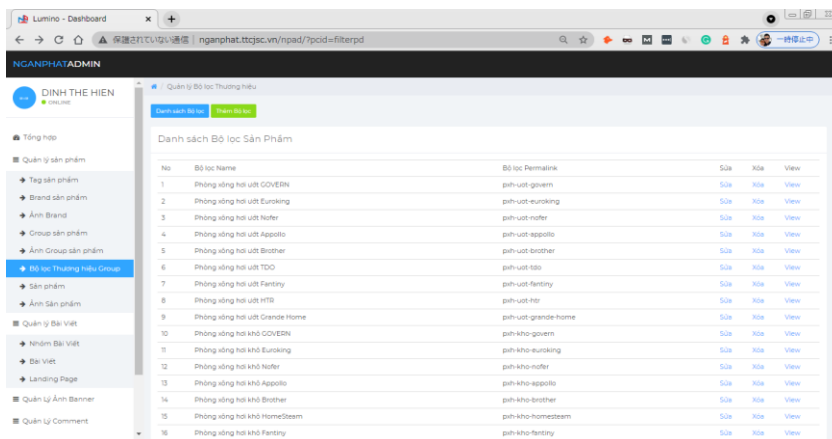 Lumino - Dashboard
保護されていない通信 | nganphat.ttcjsc.vn/npad/?pcid=filterpd
一時停止中
NGANPHATADMIN
DINH THE HIEN
ONLINE
Tổng hợp
Quản lý sản phẩm
Tag sản phẩm
Brand sản phẩm
Ảnh Brand
Group sản phẩm
Ảnh Group sản phẩm
Bộ lọc Thương hiệu Group
Sản phẩm
Ảnh Sản phẩm
Quản lý Bài Viết
Nhóm Bài Viết
Bài Viết
Landing Page
Quản Lý Ảnh Banner
Quản Lý Comment
/ Quản lý Bộ lọc Thương hiệu
Danh sách Bộ lọc Thêm Bộ lọc
Danh sách Bộ lọc Sản Phẩm
No Bộ lọc Name Bộ lọc Permalink Sửa Xóa View
1 Phòng xông hơi ướt GOVERN pxh-uot-govern Sửa Xóa View
2 Phòng xông hơi ướt Euroking pxh-uot-euroking Sửa Xóa View
3 Phòng xông hơi ướt Nofer pxh-uot-nofer Sửa Xóa View
4 Phòng xông hơi ướt Appollo pxh-uot-appollo Sửa Xóa View
5 Phòng xông hơi ướt Brother pxh-uot-brother Sửa Xóa View
6 Phòng xông hơi ướt TDO pxh-uot-tdo Sửa Xóa View
7 Phòng xông hơi ướt Fantiny pxh-uot-fantiny Sửa Xóa View
8 Phòng xông hơi ướt HTR pxh-uot-htr Sửa Xóa View
9 Phòng xông hơi ướt Grande Home pxh-uot-grande-home Sửa Xóa View
10 Phòng xông hơi khô GOVERN pxh-kho-govern Sửa Xóa View
11 Phòng xông hơi khô Euroking pxh-kho-euroking Sửa Xóa View
12 Phòng xông hơi khô Nofer pxh-kho-nofer Sửa Xóa View
13 Phòng xông hơi khô Appollo pxh-kho-appollo Sửa Xóa View
14 Phòng xông hơi khô Brother pxh-kho-brother Sửa Xóa View
15 Phòng xông hơi khô HomeSteam pxh-kho-homesteam Sửa Xóa View
16 Phòng xông hơi khô Fantiny pxh-kho-fantiny Sửa Xóa View